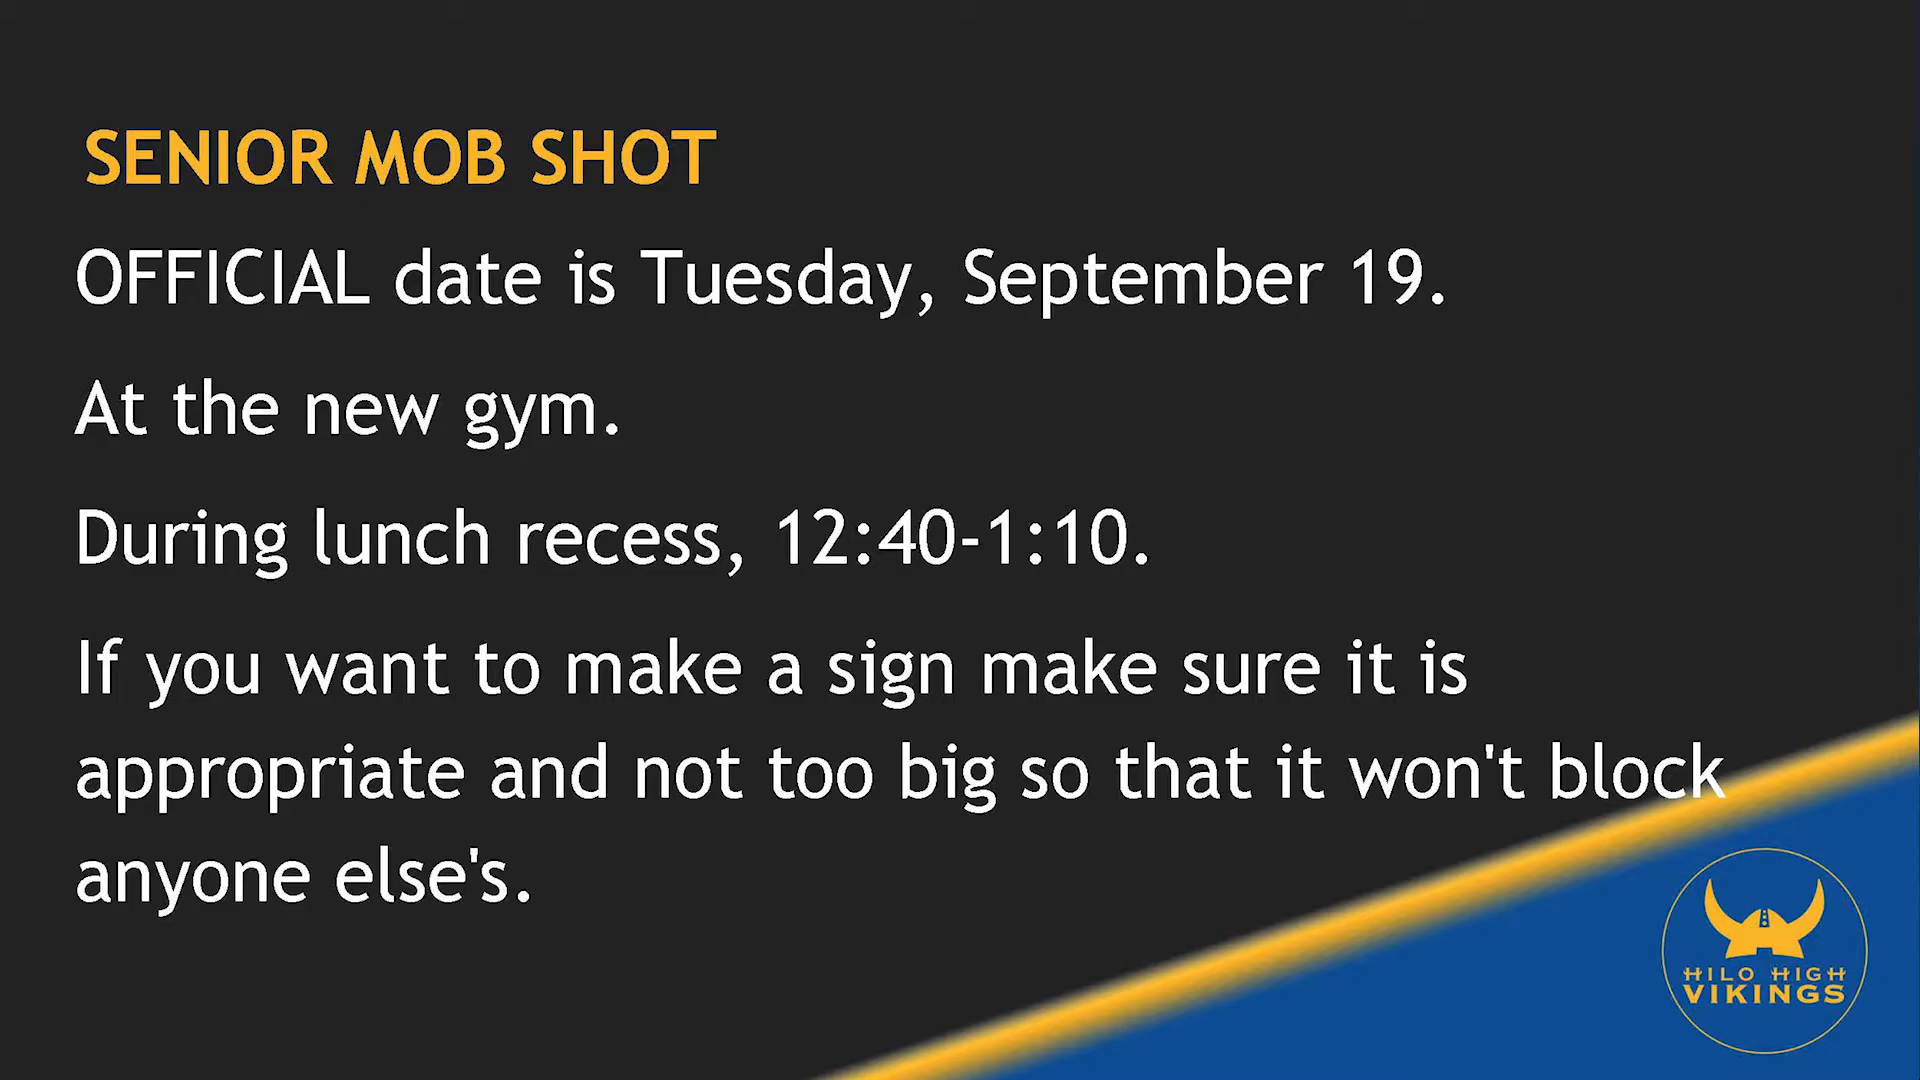 SENIOR MOB SHOT
OFFICIAL date is Tuesday, September 19.
At the new gym.
During lunch recess, 12:40-1:10.
If you want to make a sign make sure it is
appropriate and not too big so that it won't block
anyone else's.
HILO HIGH
VIKINGS